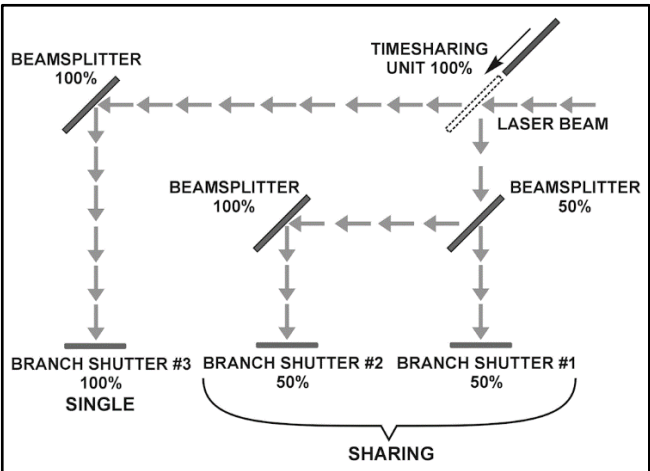 TIMESHARING
UNIT 100%
BEAMSPLITTER
100%
LASER BEAM
BEAMSPLITTER
100%
BEAMSPLITTER
50%
BRANCH SHUTTER #3
100%
SINGLE
BRANCH SHUTTER #2
50%
BRANCH SHUTTER #1
50%
SHARING